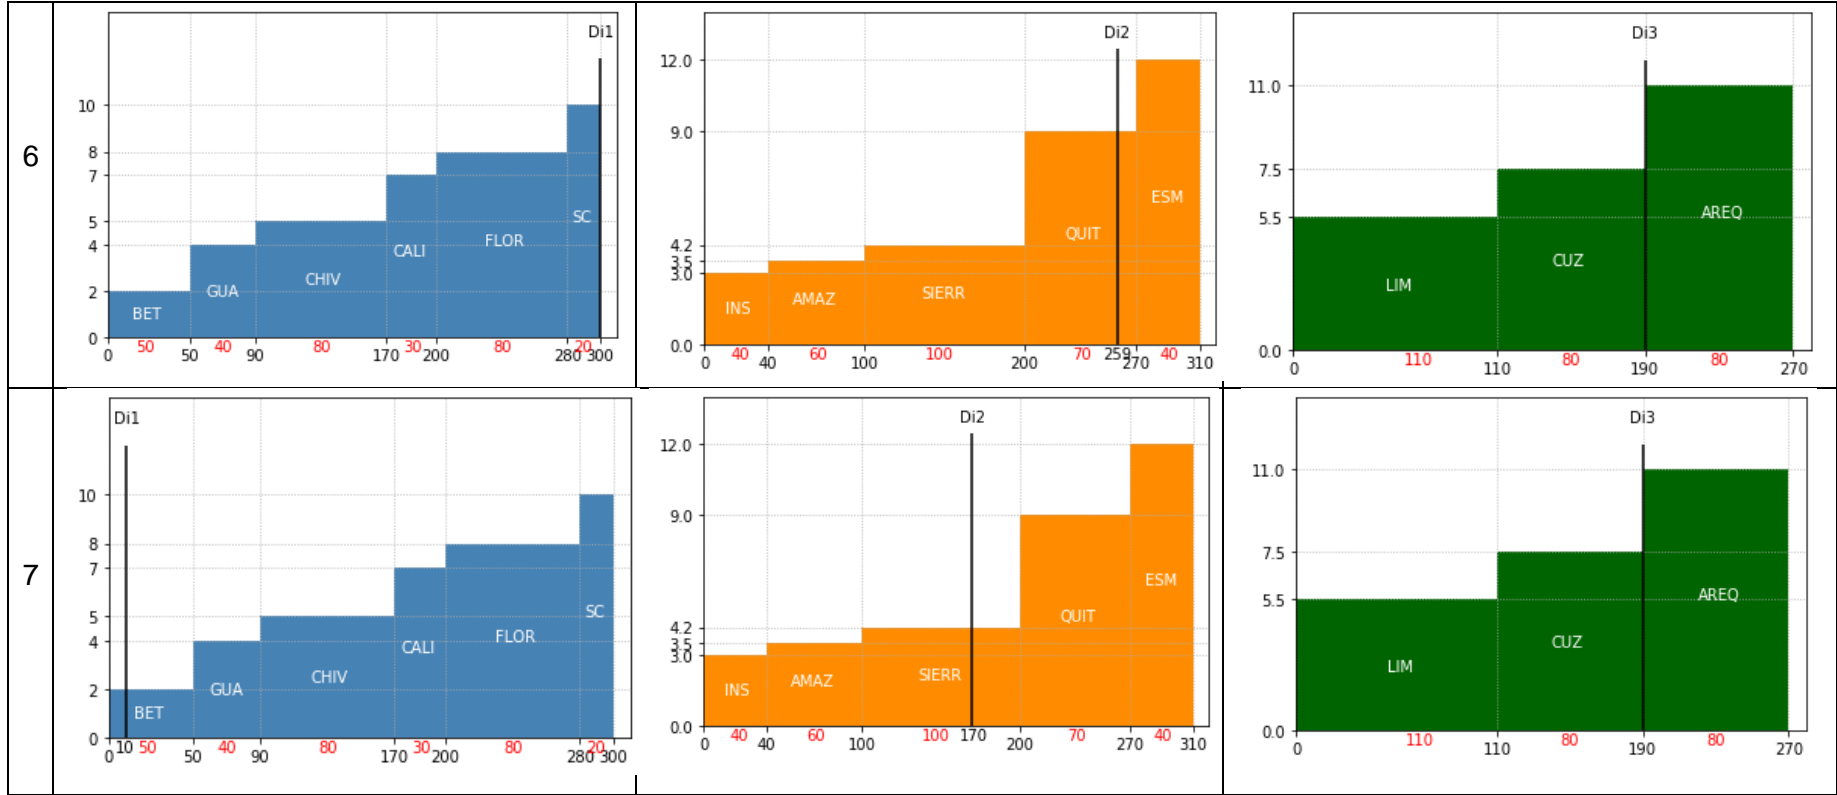 6
Di1
10
8
7
5
4
2
0
SC
FLOR
CALI
CHIV
GUA
BET
50 40 80 30 80 20
0 50 90 170 200 280 300
Di2
12.0
9.0
4.2
3.5
3.0
0.0
ESM
QUIT
SIERR
AMAZ
INS
40 60 100 70 40
0 40 100 200 259 270 310
Di3
11.0
7.5
5.5
0.0
AREQ
CUZ
LIM
110 80 80
0 110 190 270
7
Di1
10
8
7
5
4
2
0
SC
FLOR
CALI
CHIV
GUA
BET
50 40 80 30 80 20
0 10 50 90 170 200 280 300
Di2
12.0
9.0
4.2
3.5
3.0
0.0
ESM
QUIT
SIERR
AMAZ
INS
40 60 100 70 40
0 40 100 170 200 270 310
Di3
11.0
7.5
5.5
0.0
AREQ
CUZ
LIM
110 80 80
0 110 190 270